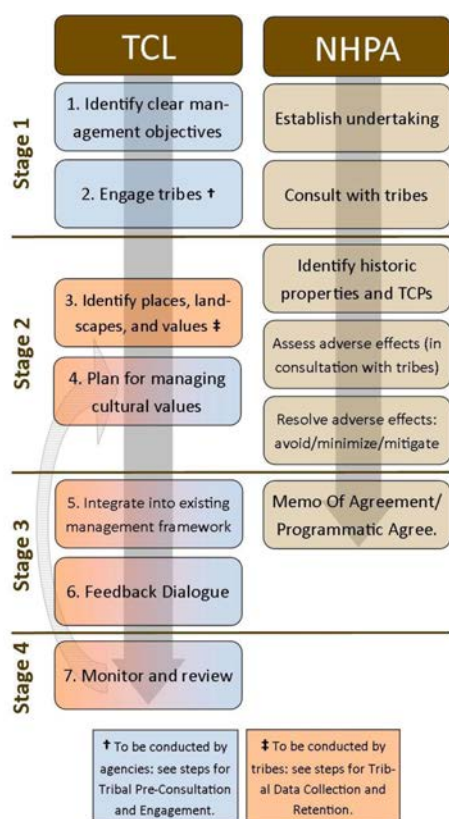 TCL
NHPA
Stage 1
1. Identify clear man-
agement objectives
Establish undertaking
2. Engage tribes †
Consult with tribes
Stage 2
Identify historic
properties and TCPs
3. Identify places, land-
scapes, and values ‡
Assess adverse effects (in
consultation with tribes)
4. Plan for managing
cultural values
Resolve adverse effects:
avoid/minimize/mitigate
Stage 3
5. Integrate into existing
management framework
Memo Of Agreement/
Programmatic Agree.
6. Feedback Dialogue
Stage 4
7. Monitor and review
† To be conducted by
agencies: see steps for
Tribal Pre-Consultation
and Engagement.
‡ To be conducted by
tribes: see steps for Trib-
al Data Collection and
Retention.